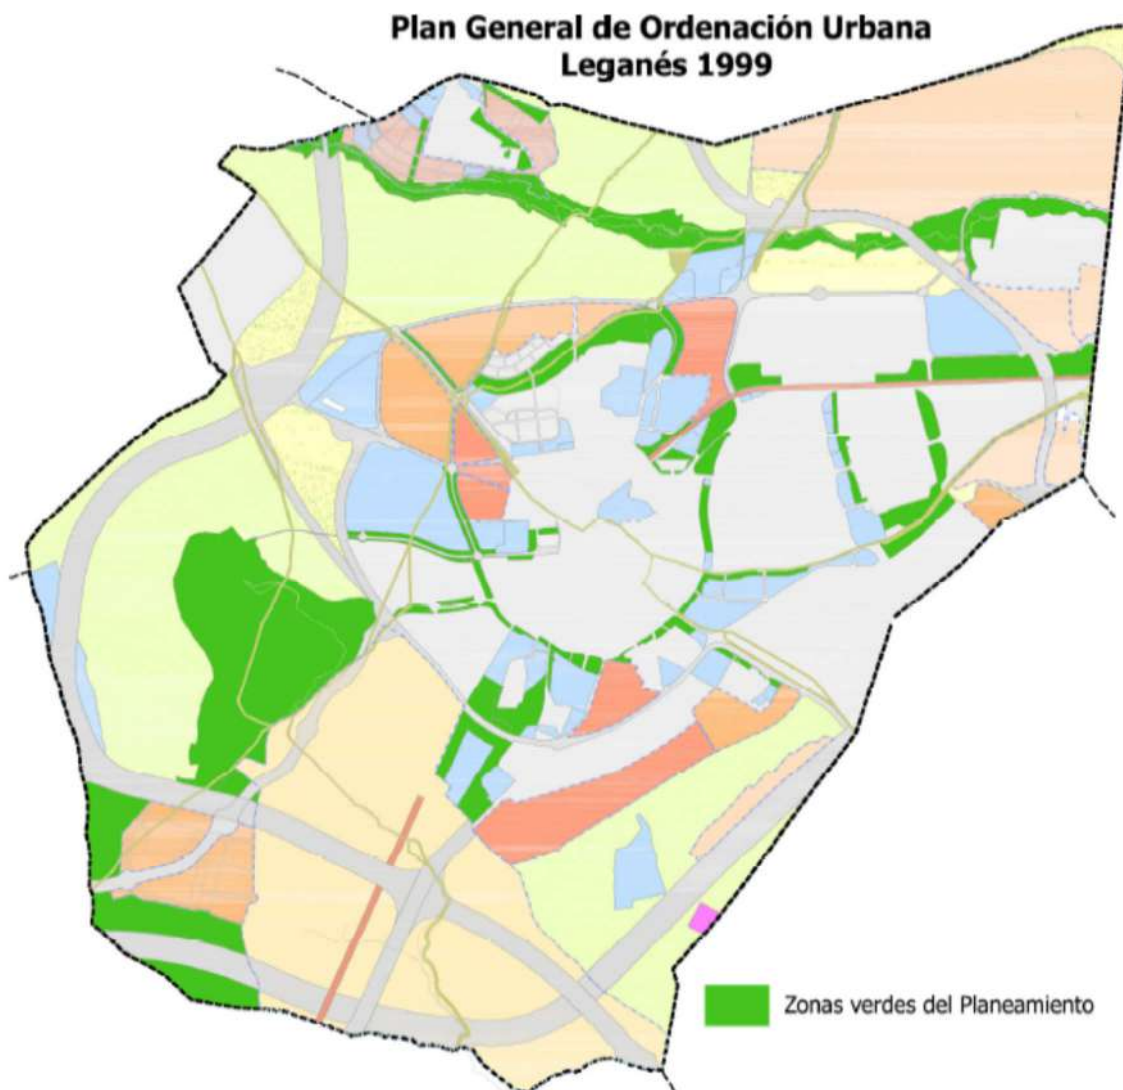 Plan General de Ordenación Urbana
Leganés 1999
Zonas verdes del Planeamiento